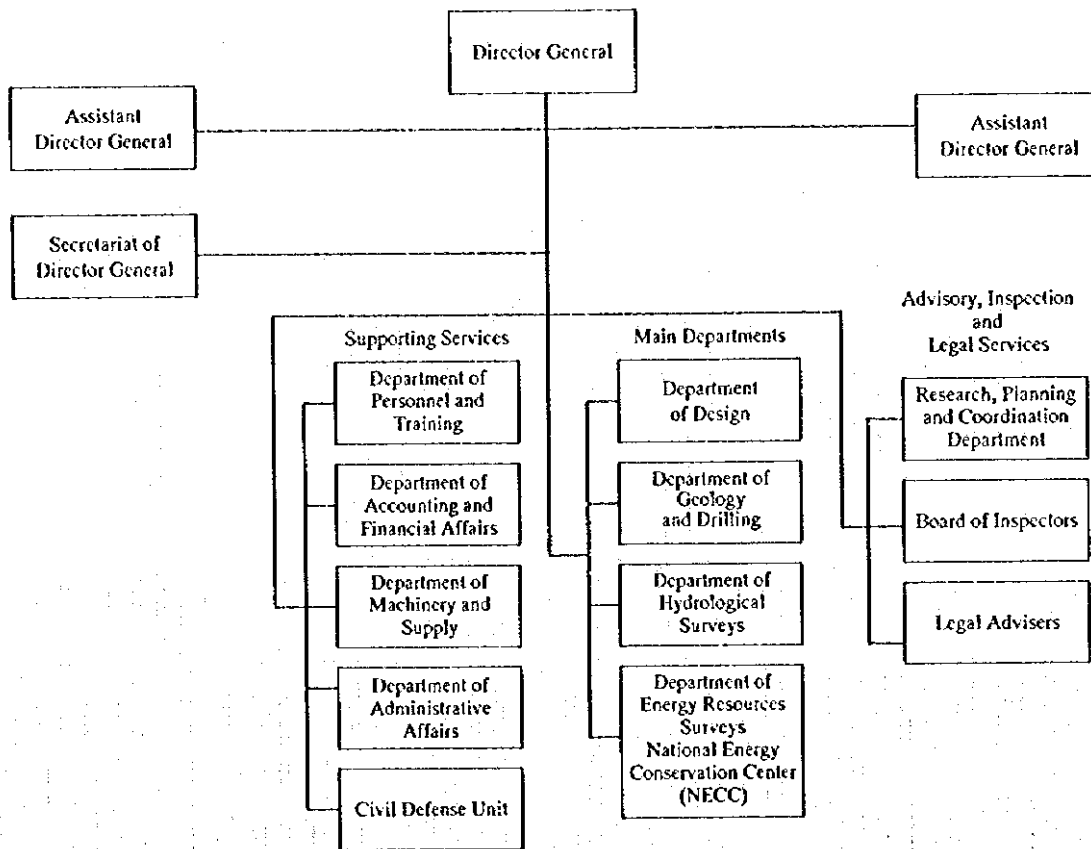 Director General
Assistant
Director General
Assistant
Director General
Secretariat of
Director General
Supporting Services
Department of
Personnel and
Training
Department of
Accounting and
Financial Affairs
Department of
Machinery and
Supply
Department of
Administrative
Affairs
Civil Defense Unit
Main Departments
Department
of Design
Department of
Geology
and Drilling
Department of
Hydrological
Surveys
Department of
Energy Resources
Surveys
National Energy
Conservation Center
(NECC)
Advisory, Inspection
and
Legal Services
Research, Planning
and Coordination
Department
Board of Inspectors
Legal Advisers